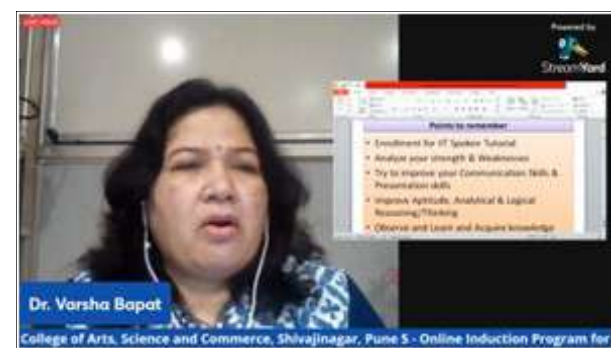 Powered by
StreamYard
Points to remember
• Enrollment for IIT Spoken Tutorial
• Analyze your strength & Weaknesses
• Try to improve your Communication Skills &
Presentation skills
• Improve Aptitude, Analytical & Logical
Reasoning/Thinking
• Observe and Learn and Acquire knowledge
Dr. Varsha Bapat
College of Arts, Science and Commerce, Shivajinagar, Pune 5 - Online Induction Program for